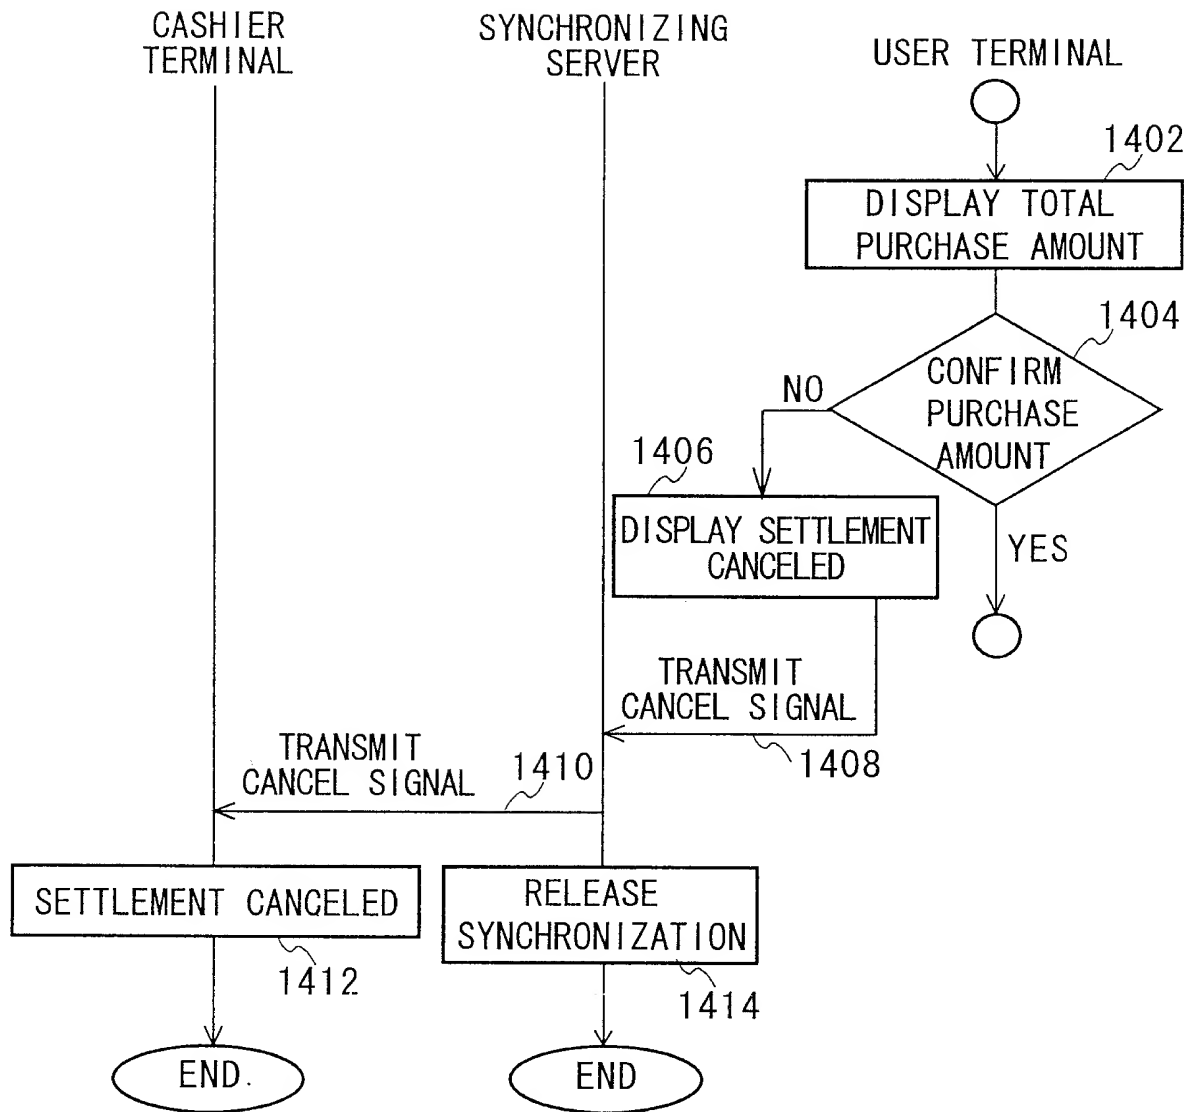 CASHIER
TERMINAL
SYNCHRONIZING
SERVER
USER TERMINAL
1402
DISPLAY TOTAL
PURCHASE AMOUNT
1404
CONFIRM
PURCHASE
AMOUNT
NO
YES
1406
DISPLAY SETTLEMENT
CANCELED
TRANSMIT
CANCEL SIGNAL
1408
TRANSMIT
CANCEL SIGNAL
1410
SETTLEMENT CANCELED
1412
RELEASE
SYNCHRONIZATION
1414
END.
END